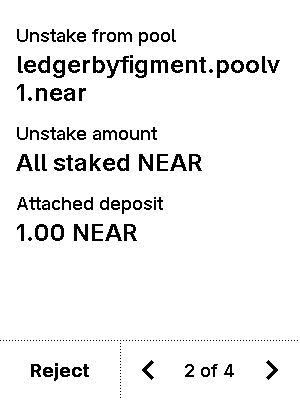 Unstake from pool
ledgerbyfigment.poolv
1.near
Unstake amount
All staked NEAR
Attached deposit
1.00 NEAR
Reject
2 of 4